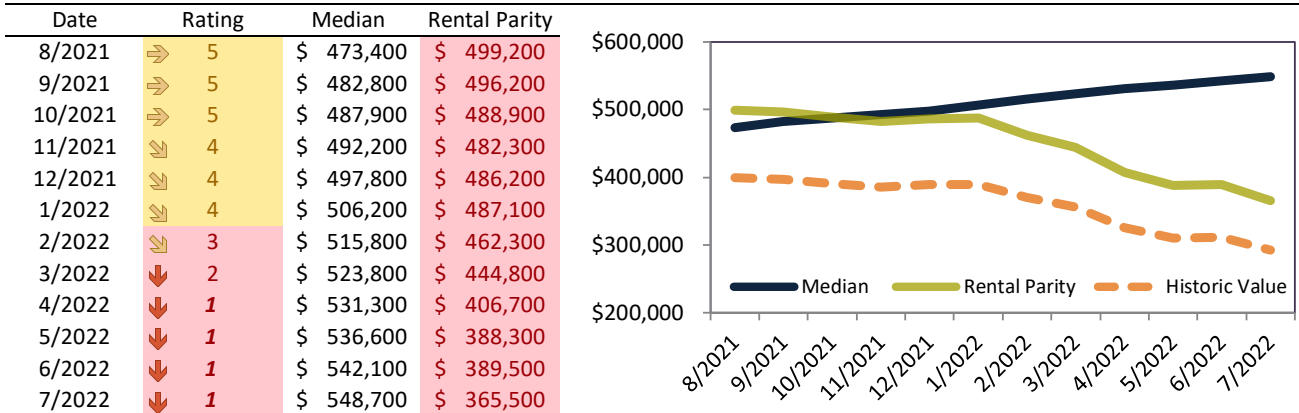 Date Rating Median Rental Parity
8/2021 5 $ 473,400 $ 499,200
9/2021 5 $ 482,800 $ 496,200
10/2021 5 $ 487,900 $ 488,900
11/2021 4 $ 492,200 $ 482,300
12/2021 4 $ 497,800 $ 486,200
1/2022 4 $ 506,200 $ 487,100
2/2022 3 $ 515,800 $ 462,300
3/2022 2 $ 523,800 $ 444,800
4/2022 1 $ 531,300 $ 406,700
5/2022 1 $ 536,600 $ 388,300
6/2022 1 $ 542,100 $ 389,500
7/2022 1 $ 548,700 $ 365,500
$600,000
$500,000
$400,000
$300,000
$200,000
Median Rental Parity Historic Value
8/2021 9/2021 10/2021 11/2021 12/2021 1/2022 2/2022 3/2022 4/2022 5/2022 6/2022 7/2022